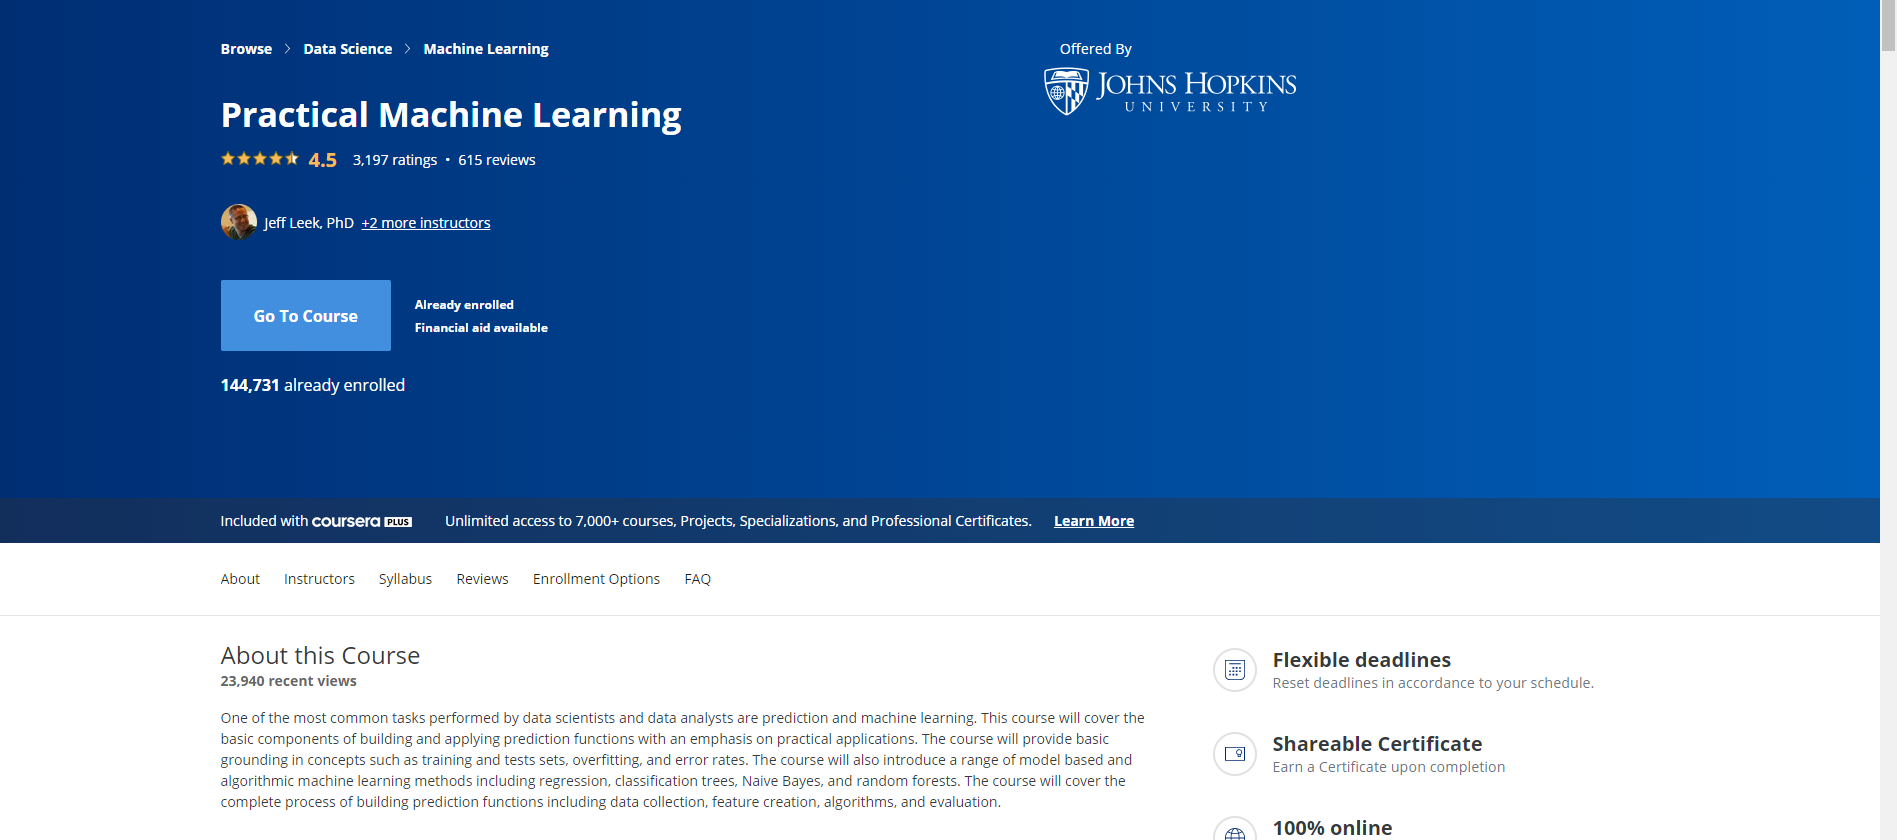 Browse > Data Science > Machine Learning
Offered By
JOHNS HOPKINS
UNIVERSITY
Practical Machine Learning
4.5 3,197 ratings • 615 reviews
Jeff Leek, PhD +2 more instructors
Go To Course
Already enrolled
Financial aid available
144,731 already enrolled
Included with coursera PLUS Unlimited access to 7,000+ courses, Projects, Specializations, and Professional Certificates. Learn More
About Instructors Syllabus Reviews Enrollment Options FAQ
About this Course
23,940 recent views
One of the most common tasks performed by data scientists and data analysts are prediction and machine learning. This course will cover the
basic components of building and applying prediction functions with an emphasis on practical applications. The course will provide basic
grounding in concepts such as training and tests sets, overfitting, and error rates. The course will also introduce a range of model based and
algorithmic machine learning methods including regression, classification trees, Naive Bayes, and random forests. The course will cover the
complete process of building prediction functions including data collection, feature creation, algorithms, and evaluation.
Flexible deadlines
Reset deadlines in accordance to your schedule.
Shareable Certificate
Earn a Certificate upon completion
100% online